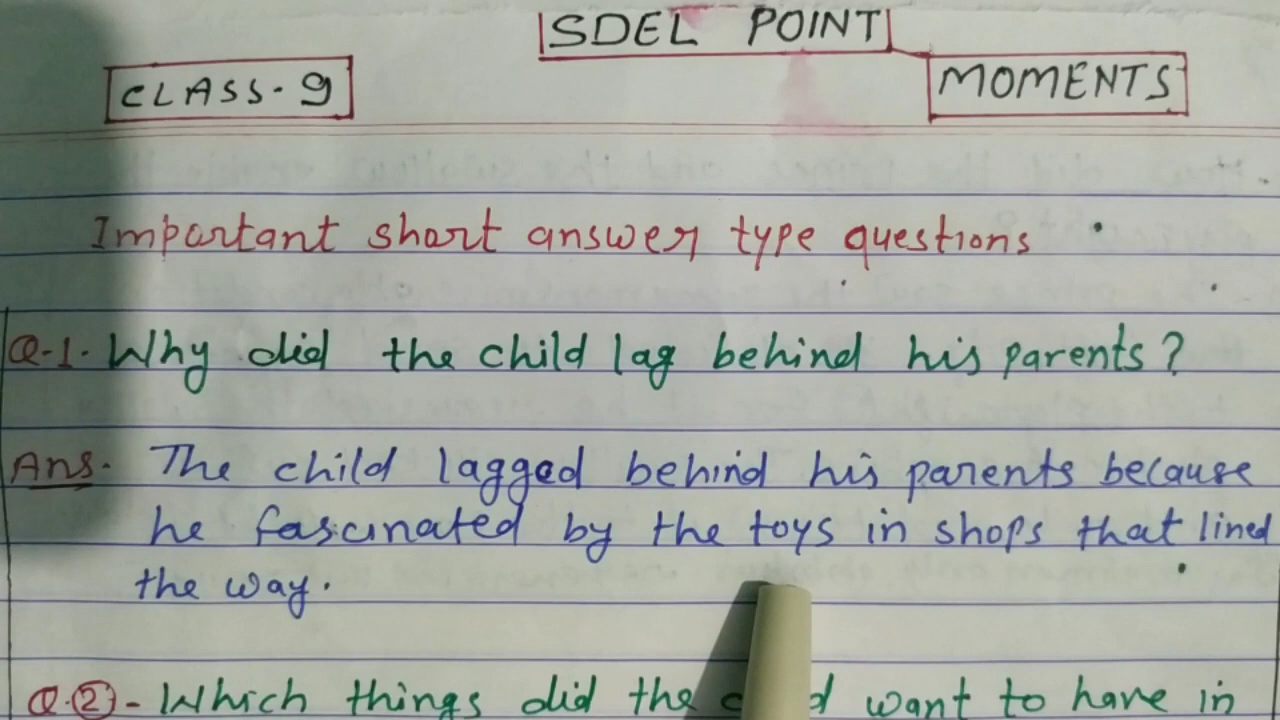 SDEL POINT
CLASS-9
MOMENTS
Important short answer type questions
Q-1. Why did the child lag behind his parents?
Ans. The child lagged behind his parents because
he fascinated by the toys in shops that lined
the way.
Q.2- Which things did the want to have in